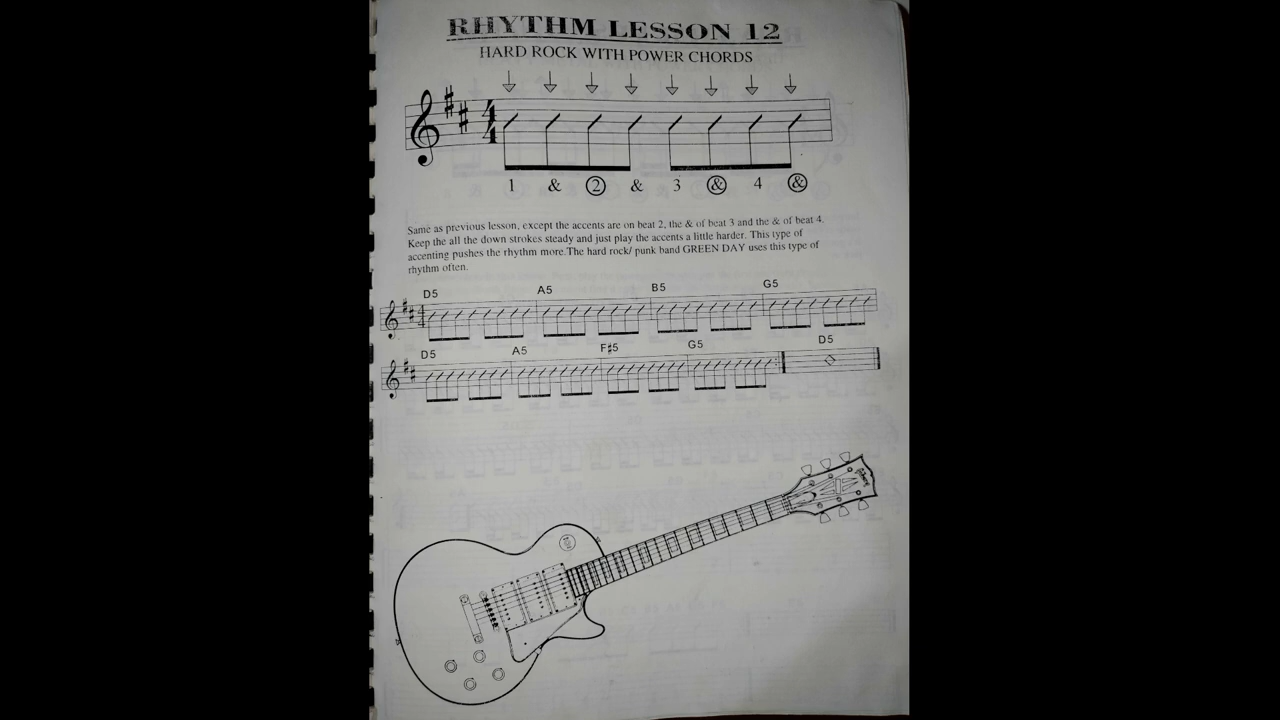 RHYTHM LESSON 12
HARD ROCK WITH POWER CHORDS
4
4
1 & 2 & 3 & 4 &
Same as previous lesson, except the accents are on beat 2, the & of beat 3 and the & of beat 4.
Keep the all the down strokes steady and just play the accents a little harder. This type of
accenting pushes the rhythm more.The hard rock/ punk band GREEN DAY uses this type of
rhythm often.
D5 A5 B5 G5
4
4
D5 A5 F♯5 G5 D5